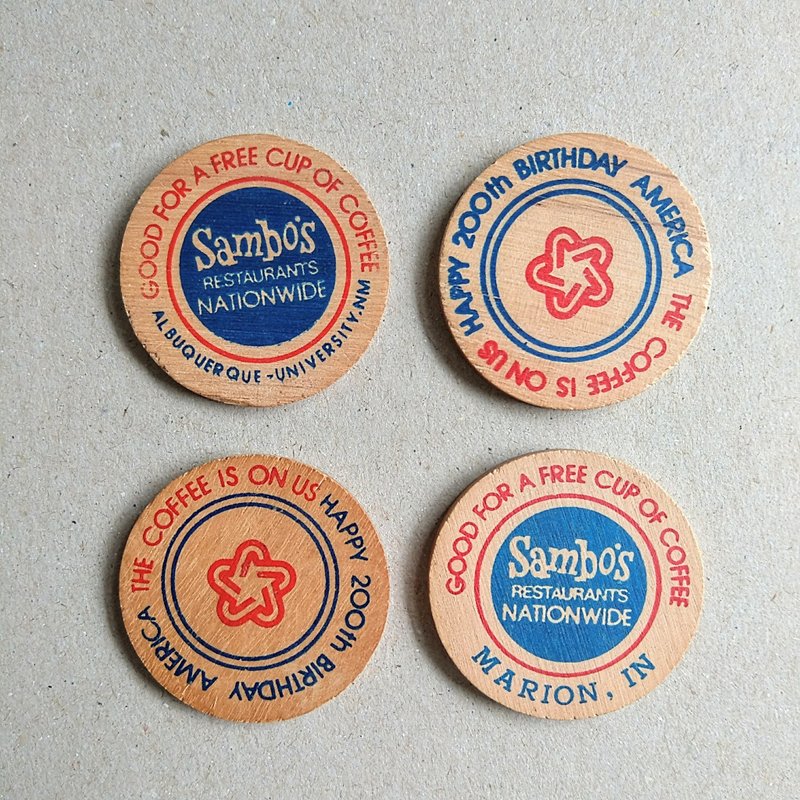 GOOD FOR A FREE CUP OF COFFEE
Sambo's
RESTAURANTS
NATIONWIDE
ALBUQUERQUE-UNIVERSITY, NM
HAPPY 200th BIRTHDAY AMERICA
THE COFFEE IS ON US
THE COFFEE IS ON US
HAPPY 200th BIRTHDAY AMERICA
GOOD FOR A FREE CUP OF COFFEE
Sambo's
RESTAURANTS
NATIONWIDE
MARION, IN